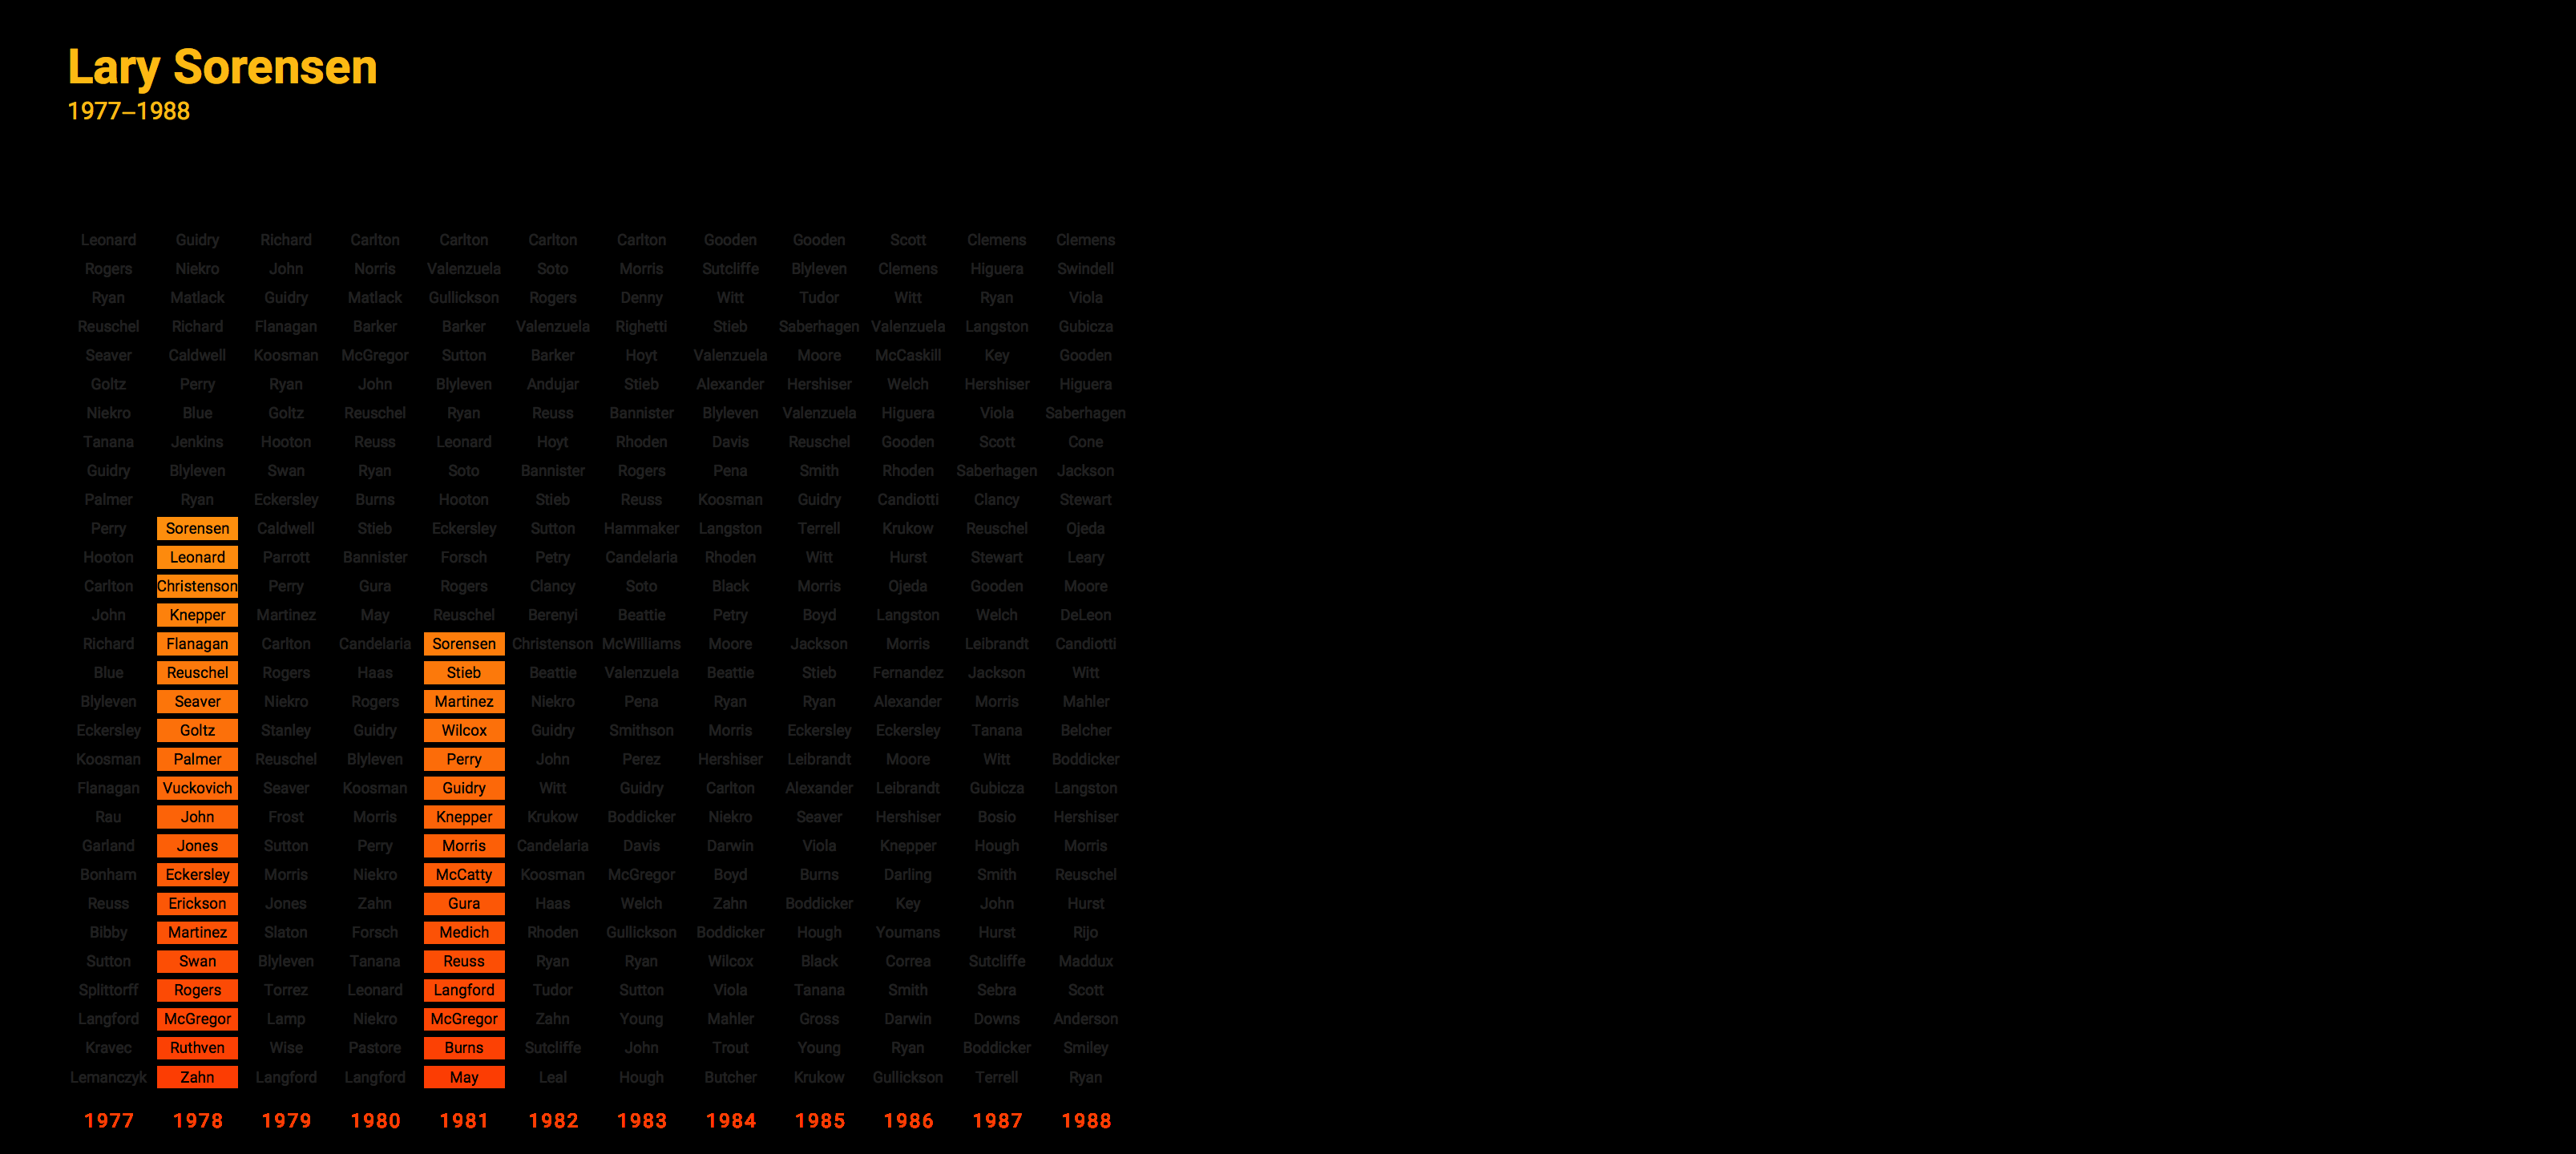 Lary Sorensen
1977–1988
Leonard Guidry Richard Carlton Carlton Carlton Carlton Gooden Gooden Scott Clemens Clemens
Rogers Niekro John Norris Valenzuela Soto Morris Sutcliffe Blyleven Clemens Higuera Swindell
Ryan Matlack Guidry Matlack Gullickson Rogers Denny Witt Tudor Witt Ryan Viola
Reuschel Richard Flanagan Barker Barker Valenzuela Righetti Stieb Saberhagen Valenzuela Langston Gubicza
Seaver Caldwell Koosman McGregor Sutton Barker Hoyt Valenzuela Moore McCaskill Key Gooden
Goltz Perry Ryan John Blyleven Andujar Stieb Alexander Hershiser Welch Hershiser Higuera
Niekro Blue Goltz Reuschel Ryan Reuss Bannister Blyleven Valenzuela Higuera Viola Saberhagen
Tanana Jenkins Hooton Reuss Leonard Hoyt Rhoden Davis Reuschel Gooden Scott Cone
Guidry Blyleven Swan Ryan Soto Bannister Rogers Pena Smith Rhoden Saberhagen Jackson
Palmer Ryan Eckersley Burns Hooton Stieb Reuss Koosman Guidry Candiotti Clancy Stewart
Perry Sorensen Caldwell Stieb Eckersley Sutton Hammaker Langston Terrell Krukow Reuschel Ojeda
Hooton Leonard Parrott Bannister Forsch Petry Candelaria Rhoden Witt Hurst Stewart Leary
Carlton Christenson Perry Gura Rogers Clancy Soto Black Morris Ojeda Gooden Moore
John Knepper Martinez May Reuschel Berenyi Beattie Petry Boyd Langston Welch DeLeon
Richard Flanagan Carlton Candelaria Sorensen Christenson McWilliams Moore Jackson Morris Leibrandt Candiotti
Blue Reuschel Rogers Haas Stieb Beattie Valenzuela Beattie Stieb Fernandez Jackson Witt
Blyleven Seaver Niekro Rogers Martinez Niekro Pena Ryan Ryan Alexander Morris Mahler
Eckersley Goltz Stanley Guidry Wilcox Guidry Smithson Morris Eckersley Eckersley Tanana Belcher
Koosman Palmer Reuschel Blyleven Perry John Perez Hershiser Leibrandt Moore Witt Boddicker
Flanagan Vuckovich Seaver Koosman Guidry Witt Guidry Carlton Alexander Leibrandt Gubicza Langston
Rau John Frost Morris Knepper Krukow Boddicker Niekro Seaver Hershiser Bosio Hershiser
Garland Jones Sutton Perry Morris Candelaria Davis Darwin Viola Knepper Hough Morris
Bonham Eckersley Morris Niekro McCatty Koosman McGregor Boyd Burns Darling Smith Reuschel
Reuss Erickson Jones Zahn Gura Haas Welch Zahn Boddicker Key John Hurst
Bibby Martinez Slaton Forsch Medich Rhoden Gullickson Boddicker Hough Youmans Hurst Rijo
Sutton Swan Blyleven Tanana Reuss Ryan Ryan Wilcox Black Correa Sutcliffe Maddux
Splittorff Rogers Torrez Leonard Langford Tudor Sutton Viola Tanana Smith Sebra Scott
Langford McGregor Lamp Niekro McGregor Zahn Young Mahler Gross Darwin Downs Anderson
Kravec Ruthven Wise Pastore Burns Sutcliffe John Trout Young Ryan Boddicker Smiley
Lemanczyk Zahn Langford Langford May Leal Hough Butcher Krukow Gullickson Terrell Ryan
1977 1978 1979 1980 1981 1982 1983 1984 1985 1986 1987 1988